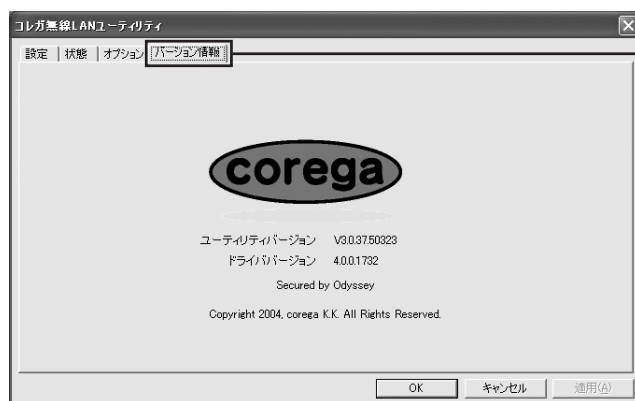 コレガ無線LANユーティリティ
設定 状態 オプション バージョン情報
corega
ユーティリティバージョン V3.0.37.50323
ドライババージョン 4.0.0.1732
Secured by Odyssey
Copyright 2004, corega K.K. All Rights Reserved.
OK キャンセル 適用(A)